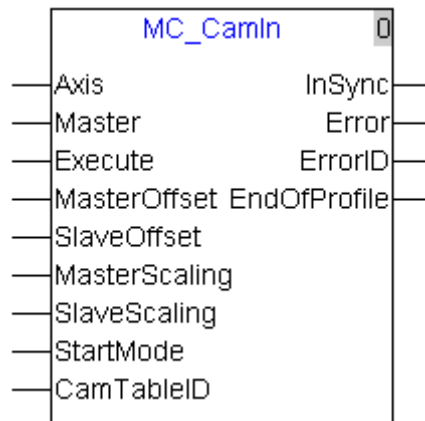 MC_CamIn 0
Axis InSync
Master Error
Execute ErrorID
MasterOffset EndOfProfile
SlaveOffset
MasterScaling
SlaveScaling
StartMode
CamTableID